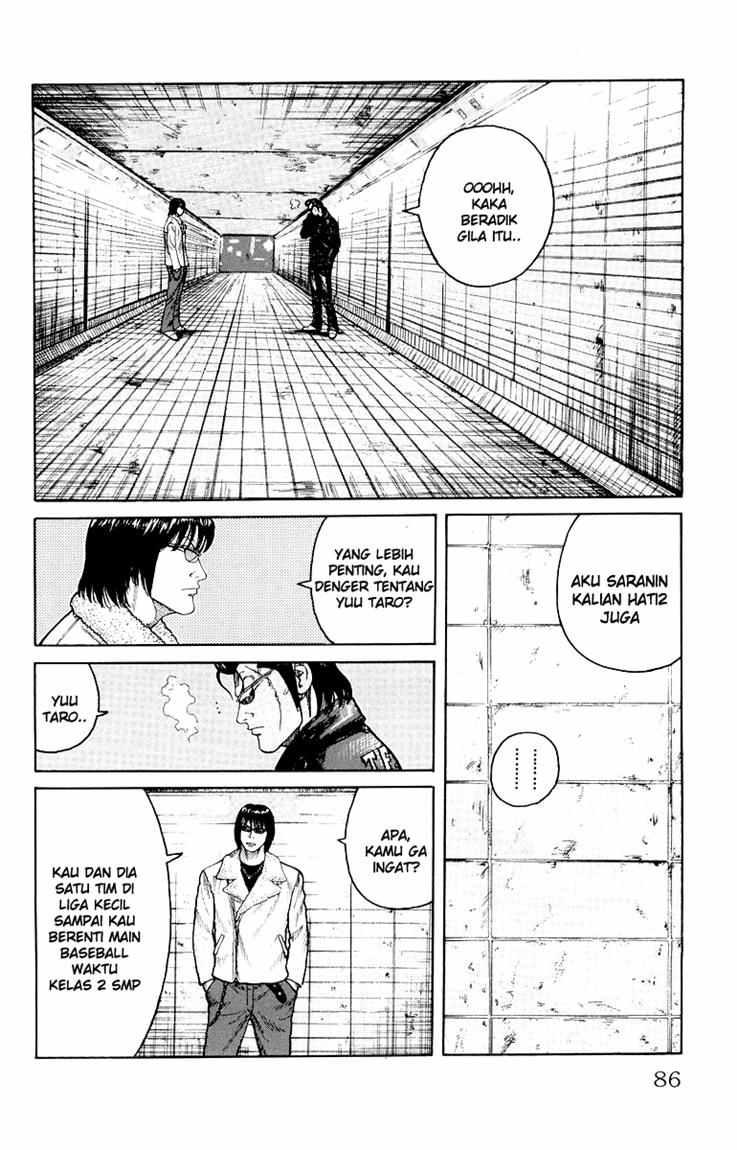 OOOHH,
KAKA
BERADIK
GILA ITU..
AKU SARANIN
KALIAN HATI2
JUGA
..........
YANG LEBIH
PENTING, KAU
DENGER TENTANG
YUU TARO?
YUU
TARO..
TF
APA,
KAMU GA
INGAT?
KAU DAN DIA
SATU TIM DI
LIGA KECIL
SAMPAI KAU
BERENTI MAIN
BASEBALL
WAKTU
KELAS 2 SMP
86